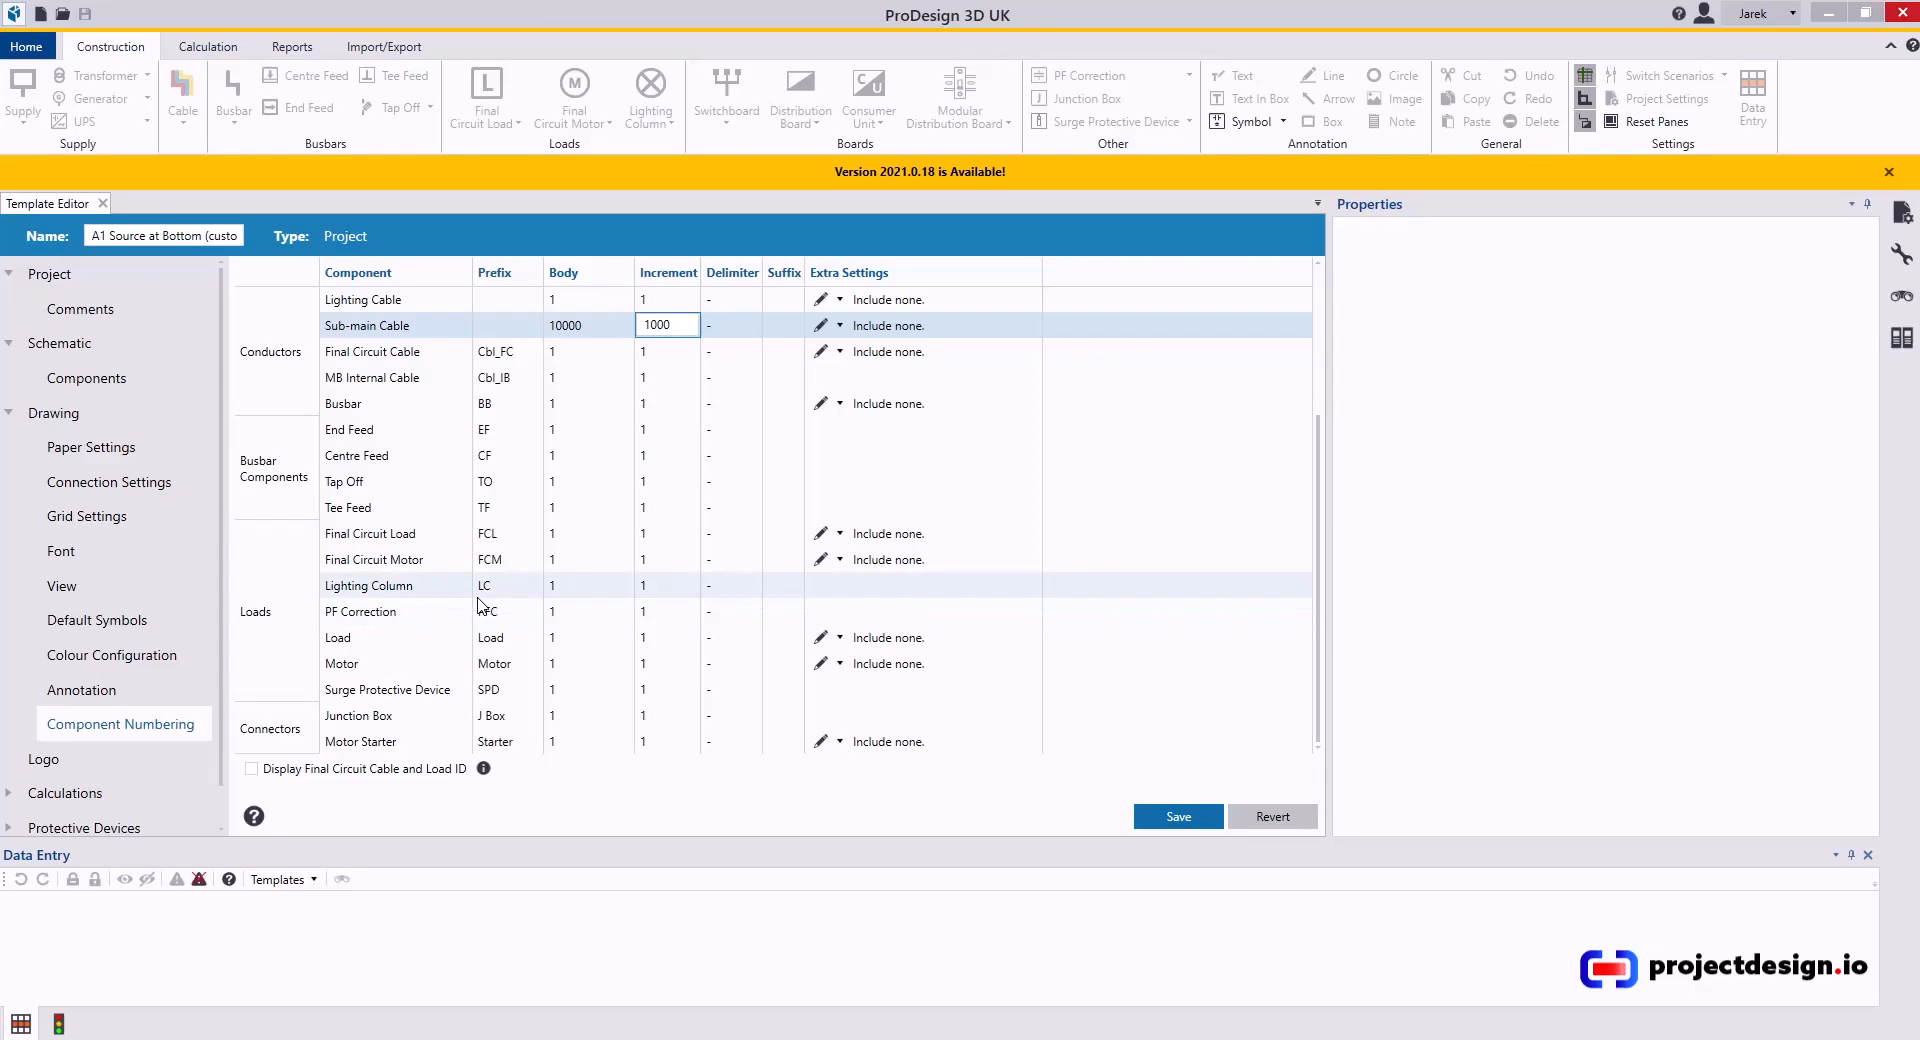 ProDesign 3D UK
Jarek
Home Construction Calculation Reports Import/Export
Supply Transformer Generator UPS Cable Busbar Centre Feed Tee Feed End Feed Tap Off
Final Circuit Load Final Circuit Motor Lighting Column Switchboard Distribution Board Consumer Unit Modular Distribution Board
PF Correction Junction Box Surge Protective Device
Text Line Circle Text In Box Arrow Image Symbol Box Note
Cut Undo Copy Redo Paste Delete
Switch Scenarios Project Settings Reset Panes Data Entry
Supply Busbars Loads Boards Other Annotation General Settings
Version 2021.0.18 is Available!
Template Editor
Properties
Name: A1 Source at Bottom (custo Type: Project
Project
Comments
Schematic
Components
Drawing
Paper Settings
Connection Settings
Grid Settings
Font
View
Default Symbols
Colour Configuration
Annotation
Component Numbering
Logo
Calculations
Protective Devices
Component Prefix Body Increment Delimiter Suffix Extra Settings
Conductors
Lighting Cable 1 1 - Include none.
Sub-main Cable 10000 1000 - Include none.
Final Circuit Cable Cbl_FC 1 1 - Include none.
MB Internal Cable Cbl_IB 1 1 -
Busbar BB 1 1 - Include none.
Busbar Components
End Feed EF 1 1 -
Centre Feed CF 1 1 -
Tap Off TO 1 1 -
Tee Feed TF 1 1 -
Loads
Final Circuit Load FCL 1 1 - Include none.
Final Circuit Motor FCM 1 1 - Include none.
Lighting Column LC 1 1 -
PF Correction 1 1 -
Load Load 1 1 - Include none.
Motor Motor 1 1 - Include none.
Surge Protective Device SPD 1 1 -
Connectors
Junction Box J Box 1 1 -
Motor Starter Starter 1 1 - Include none.
Display Final Circuit Cable and Load ID
Save Revert
Data Entry
Templates
projectdesign.io